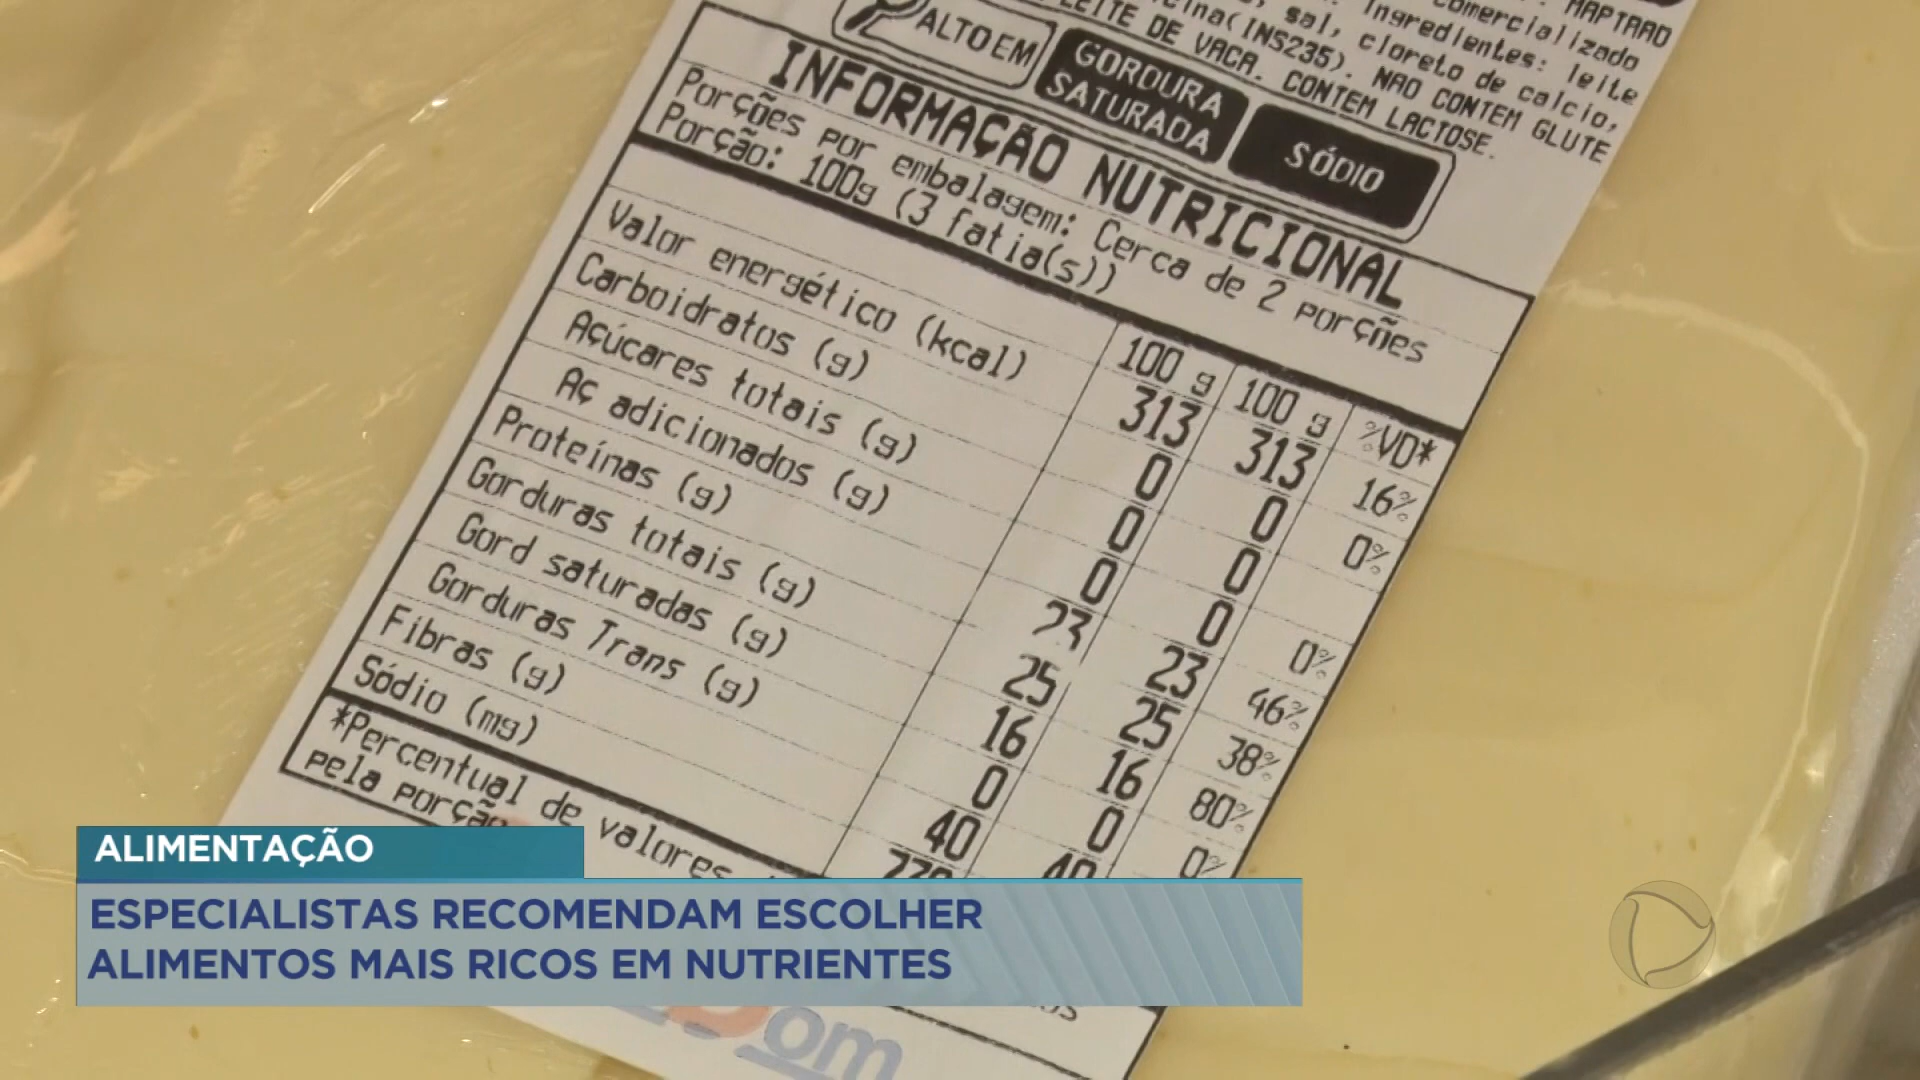 MAPTARO
comercializado
Ingredientes: leite
sal, cloreto de calcio,
(INS235). NAO CONTEM GLUTE
LEITE DE VACA. CONTEM LACTOSE.
ALTO EM
GORDURA
SATURADA
SÓDIO
INFORMAÇÃO NUTRICIONAL
Porções por embalagem: Cerca de 2 porções
Porção: 100g (3 fatia(s))
100 g 100 g %VD*
Valor energético (kcal) 313 313 16%
Carboidratos (g) 0 0 0%
Açúcares totais (g) 0 0
Aç adicionados (g) 0 0 0%
Proteínas (g) 23 23 46%
Gorduras totais (g) 25 25 38%
Gord saturadas (g) 16 16 80%
Gorduras Trans (g) 0 0 0%
Fibras (g) 40 40
Sódio (mg)
*Percentual de valores
pela porção
ALIMENTAÇÃO
ESPECIALISTAS RECOMENDAM ESCOLHER
ALIMENTOS MAIS RICOS EM NUTRIENTES